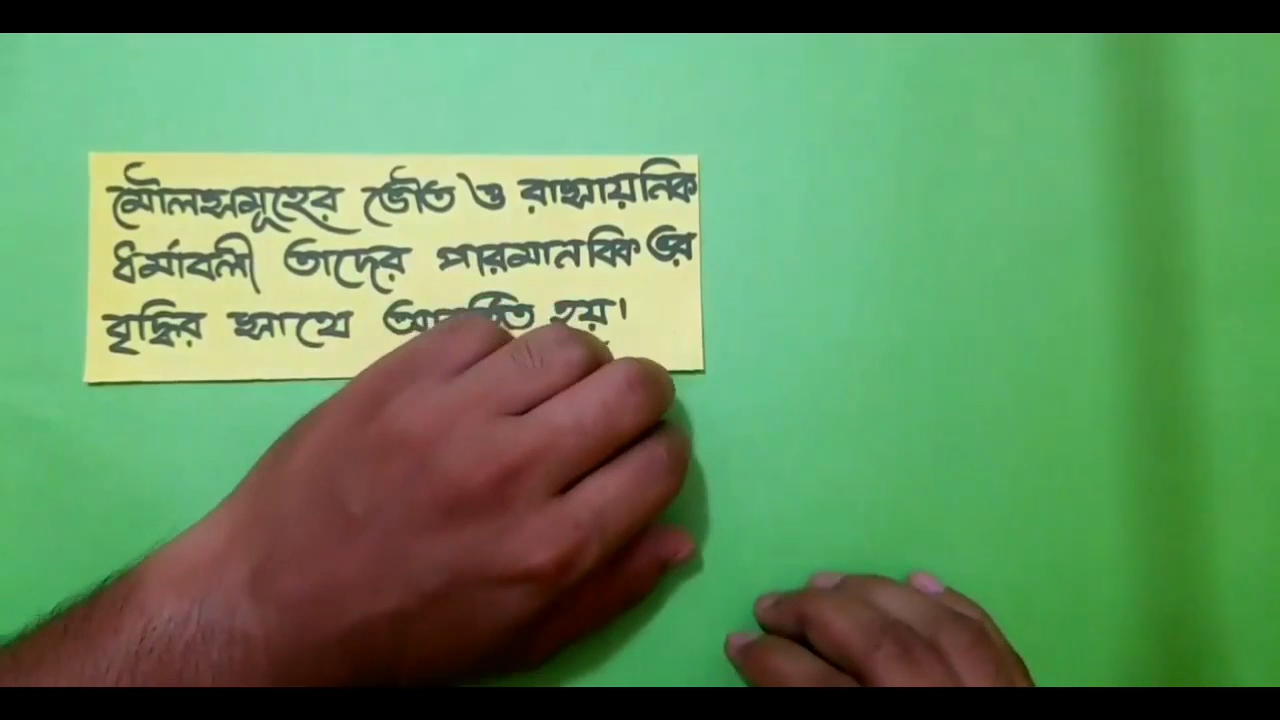 মৌলসমূহের ভৌত ও রাসায়নিক
ধর্মাবলী তাদের পারমানবিক ভর
বৃদ্ধির সাথে হয়।